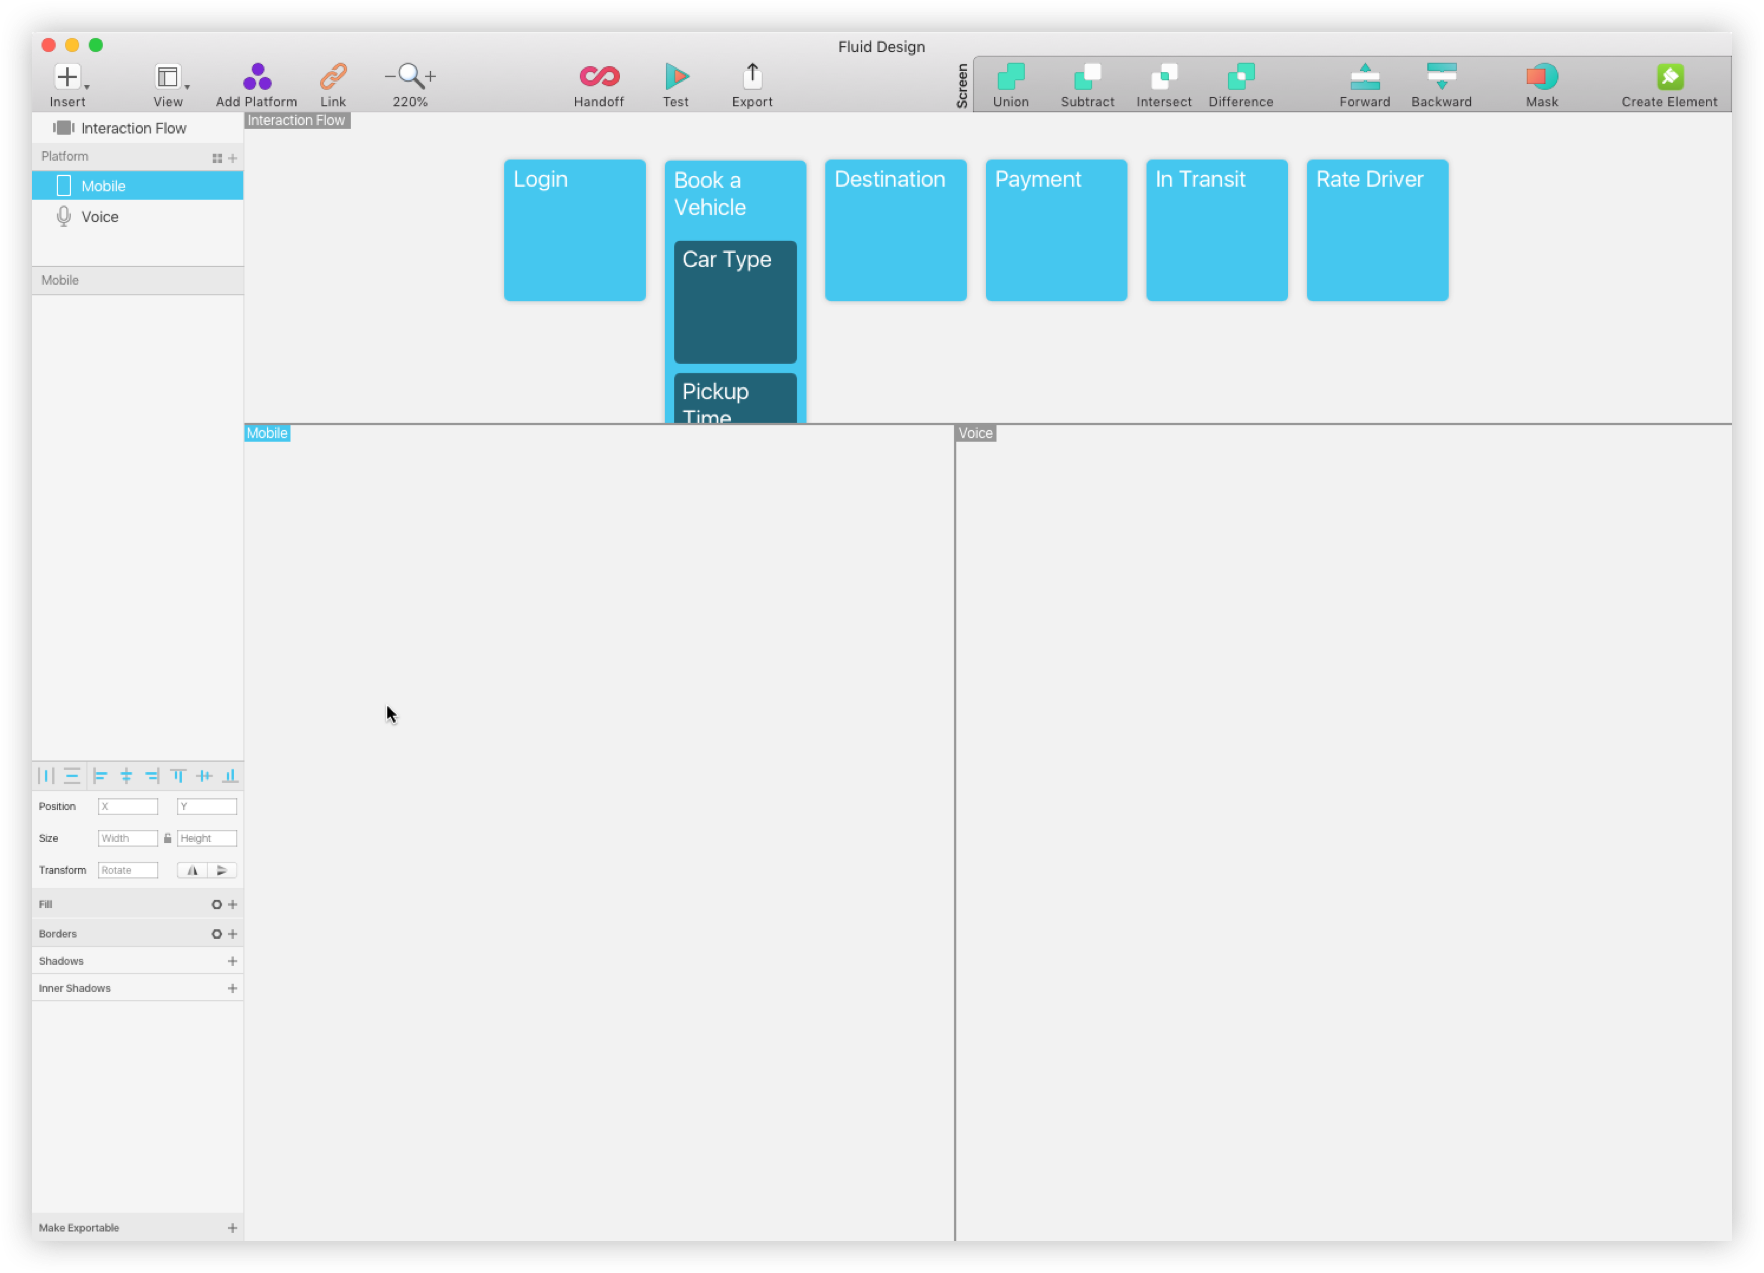 Fluid Design
Insert
View
Add Platform
Link
220%
Handoff
Test
Export
Screen
Union
Subtract
Intersect
Difference
Forward
Backward
Mask
Create Element
Interaction Flow
Platform
Mobile
Voice
Mobile
Position
X
Y
Size
Width
Height
Transform
Rotate
Fill
Borders
Shadows
Inner Shadows
Make Exportable
Interaction Flow
Login
Book a
Vehicle
Car Type
Pickup
Time
Destination
Payment
In Transit
Rate Driver
Mobile
Voice